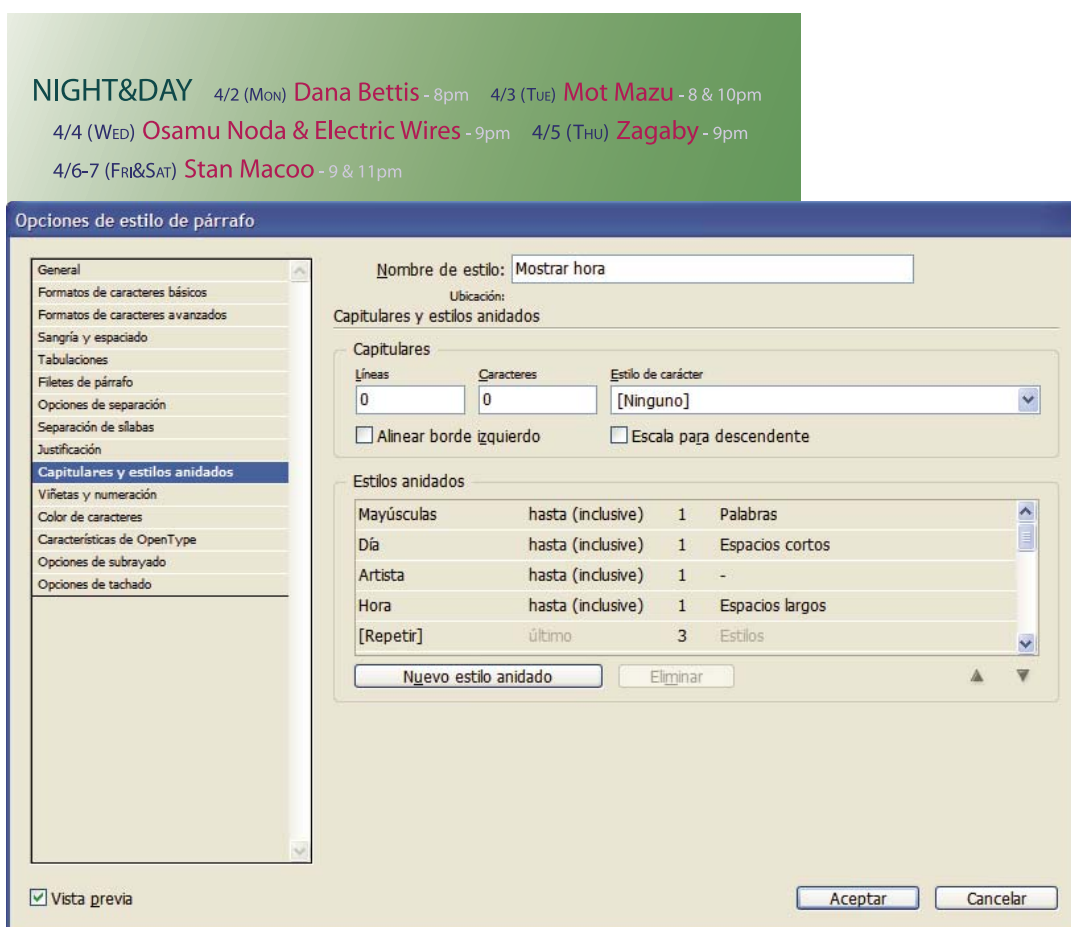 NIGHT&DAY 4/2 (MON) Dana Bettis - 8pm 4/3 (TUE) Mot Mazu - 8 & 10pm
4/4 (WED) Osamu Noda & Electric Wires - 9pm 4/5 (THU) Zagaby - 9pm
4/6-7 (FRI&SAT) Stan Macoo - 9 & 11pm
Opciones de estilo de párrafo
General
Formatos de caracteres básicos
Formatos de caracteres avanzados
Sangría y espaciado
Tabulaciones
Filetes de párrafo
Opciones de separación
Separación de sílabas
Justificación
Capitulares y estilos anidados
Viñetas y numeración
Color de caracteres
Características de OpenType
Opciones de subrayado
Opciones de tachado
Nombre de estilo: Mostrar hora
Ubicación:
Capitulares y estilos anidados
Capitulares
Líneas Caracteres Estilo de carácter
0 0 [Ninguno]
Alinear borde izquierdo Escala para descendente
Estilos anidados
Mayúsculas hasta (inclusive) 1 Palabras
Día hasta (inclusive) 1 Espacios cortos
Artista hasta (inclusive) 1 -
Hora hasta (inclusive) 1 Espacios largos
[Repetir] último 3 Estilos
Nuevo estilo anidado Eliminar
Vista previa Aceptar Cancelar